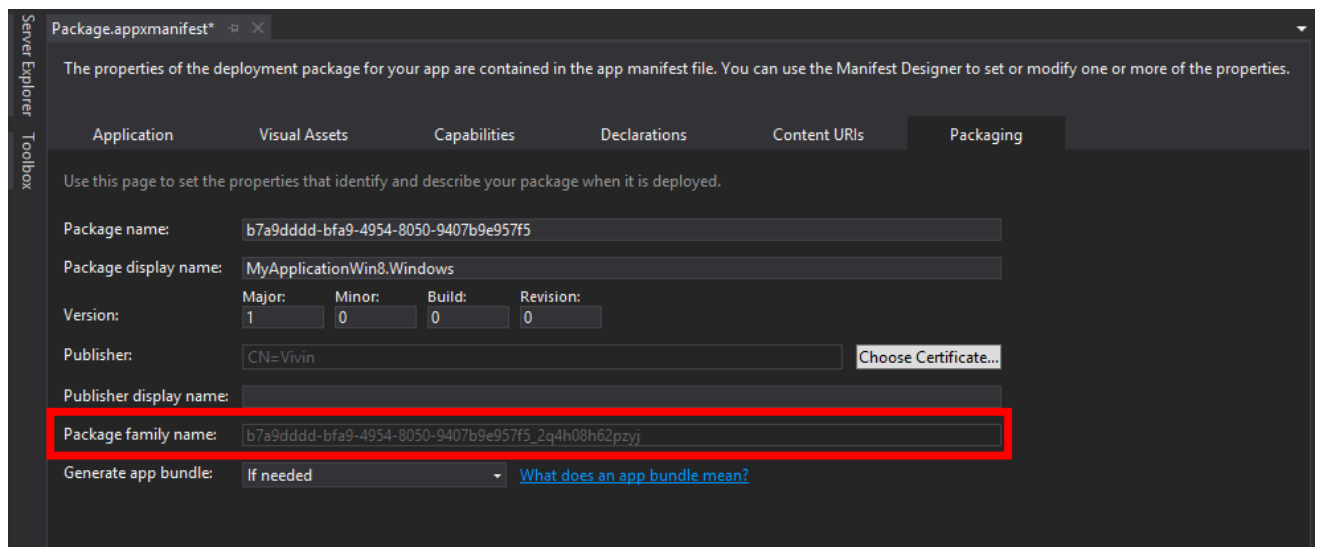 Server Explorer
Toolbox
Package.appxmanifest*
The properties of the deployment package for your app are contained in the app manifest file. You can use the Manifest Designer to set or modify one or more of the properties.
Application Visual Assets Capabilities Declarations Content URIs Packaging
Use this page to set the properties that identify and describe your package when it is deployed.
Package name: b7a9dddd-bfa9-4954-8050-9407b9e957f5
Package display name: MyApplicationWin8.Windows
Major: Minor: Build: Revision:
Version: 1 0 0 0
Publisher: CN=Vivin Choose Certificate...
Publisher display name:
Package family name: b7a9dddd-bfa9-4954-8050-9407b9e957f5_2q4h08h62pzyj
Generate app bundle: If needed What does an app bundle mean?